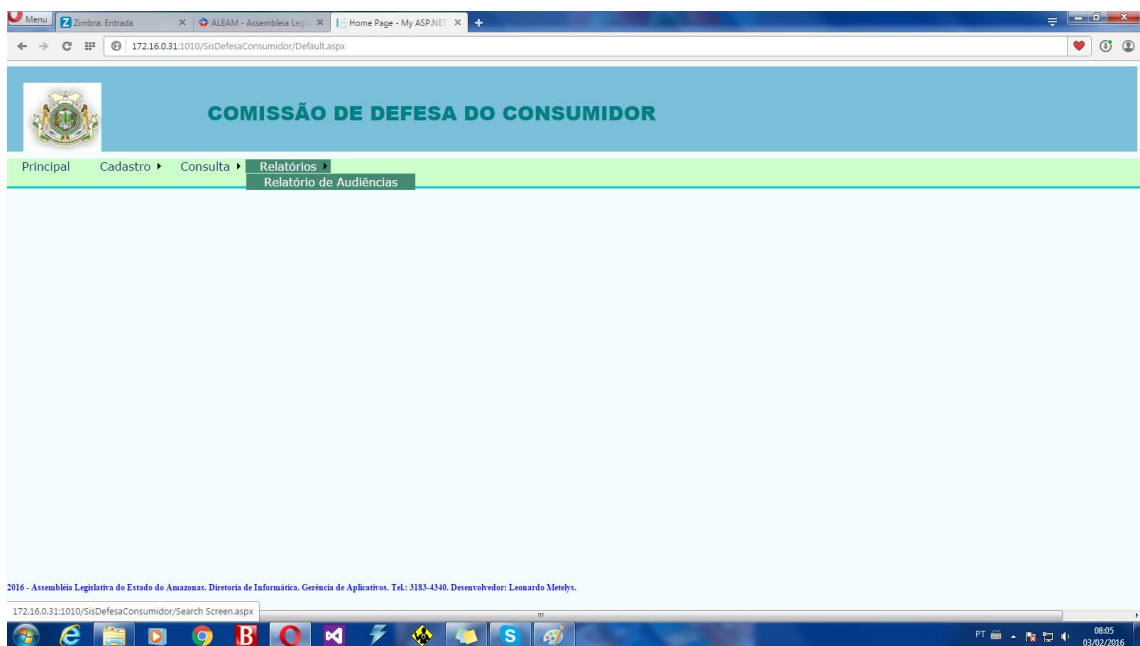 Menu Zimbra: Entrada ALEAM - Assembleia Legis Home Page - My ASP.NET
172.16.0.31:1010/SisDefesaConsumidor/Default.aspx
COMISSÃO DE DEFESA DO CONSUMIDOR
Principal Cadastro Consulta Relatórios
Relatório de Audiências
2016 - Assembléia Legislativa do Estado do Amazonas. Diretoria de Informática. Gerência de Aplicativos. Tel.: 3183-4340. Desenvolvedor: Leonardo Metelys.
172.16.0.31:1010/SisDefesaConsumidor/Search Screen.aspx
PT 08:05
03/02/2016